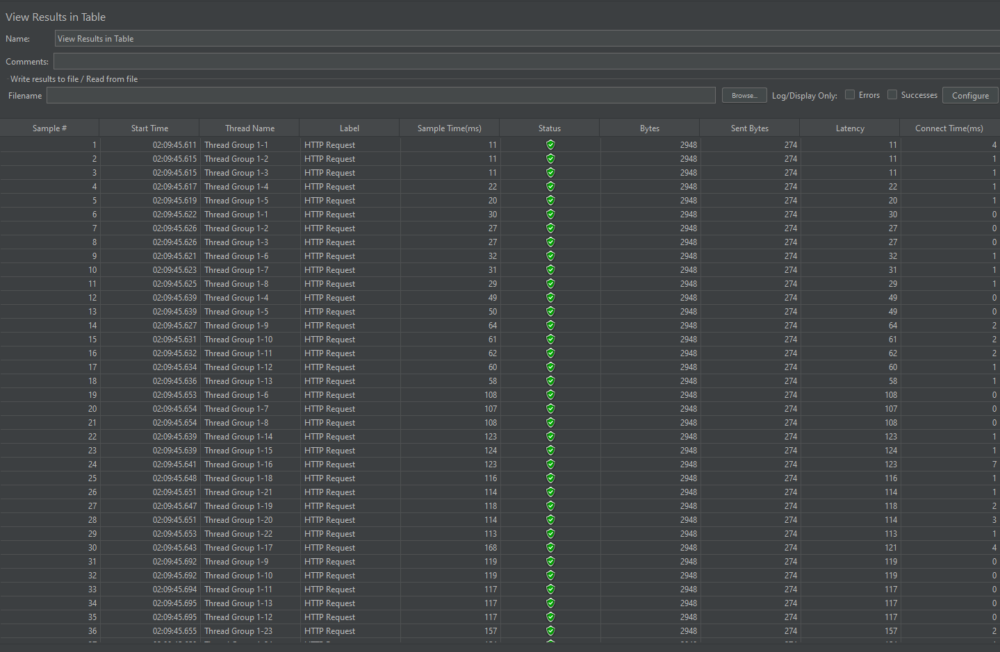 View Results in Table
Name: View Results in Table
Comments:
Write results to file / Read from file
Filename Browse... Log/Display Only: Errors Successes Configure
Sample # Start Time Thread Name Label Sample Time(ms) Status Bytes Sent Bytes Latency Connect Time(ms)
1 02:09:45.611 Thread Group 1-1 HTTP Request 11 2948 274 11 4
2 02:09:45.615 Thread Group 1-2 HTTP Request 11 2948 274 11 1
3 02:09:45.615 Thread Group 1-3 HTTP Request 11 2948 274 11 1
4 02:09:45.617 Thread Group 1-4 HTTP Request 22 2948 274 22 1
5 02:09:45.619 Thread Group 1-5 HTTP Request 20 2948 274 20 1
6 02:09:45.622 Thread Group 1-1 HTTP Request 30 2948 274 30 0
7 02:09:45.626 Thread Group 1-2 HTTP Request 27 2948 274 27 0
8 02:09:45.626 Thread Group 1-3 HTTP Request 27 2948 274 27 0
9 02:09:45.621 Thread Group 1-6 HTTP Request 32 2948 274 32 1
10 02:09:45.623 Thread Group 1-7 HTTP Request 31 2948 274 31 1
11 02:09:45.625 Thread Group 1-8 HTTP Request 29 2948 274 29 1
12 02:09:45.639 Thread Group 1-4 HTTP Request 49 2948 274 49 0
13 02:09:45.639 Thread Group 1-5 HTTP Request 50 2948 274 49 0
14 02:09:45.627 Thread Group 1-9 HTTP Request 64 2948 274 64 2
15 02:09:45.631 Thread Group 1-10 HTTP Request 61 2948 274 61 2
16 02:09:45.632 Thread Group 1-11 HTTP Request 62 2948 274 62 2
17 02:09:45.634 Thread Group 1-12 HTTP Request 60 2948 274 60 1
18 02:09:45.636 Thread Group 1-13 HTTP Request 58 2948 274 58 1
19 02:09:45.653 Thread Group 1-6 HTTP Request 108 2948 274 108 0
20 02:09:45.654 Thread Group 1-7 HTTP Request 107 2948 274 107 0
21 02:09:45.654 Thread Group 1-8 HTTP Request 108 2948 274 108 0
22 02:09:45.639 Thread Group 1-14 HTTP Request 123 2948 274 123 1
23 02:09:45.639 Thread Group 1-15 HTTP Request 124 2948 274 124 1
24 02:09:45.641 Thread Group 1-16 HTTP Request 123 2948 274 123 7
25 02:09:45.648 Thread Group 1-18 HTTP Request 116 2948 274 116 1
26 02:09:45.651 Thread Group 1-21 HTTP Request 114 2948 274 114 1
27 02:09:45.647 Thread Group 1-19 HTTP Request 118 2948 274 118 2
28 02:09:45.651 Thread Group 1-20 HTTP Request 114 2948 274 114 3
29 02:09:45.653 Thread Group 1-22 HTTP Request 113 2948 274 113 1
30 02:09:45.643 Thread Group 1-17 HTTP Request 168 2948 274 121 4
31 02:09:45.692 Thread Group 1-9 HTTP Request 119 2948 274 119 0
32 02:09:45.692 Thread Group 1-10 HTTP Request 119 2948 274 119 0
33 02:09:45.694 Thread Group 1-11 HTTP Request 117 2948 274 117 0
34 02:09:45.695 Thread Group 1-13 HTTP Request 117 2948 274 117 0
35 02:09:45.695 Thread Group 1-12 HTTP Request 117 2948 274 117 0
36 02:09:45.655 Thread Group 1-23 HTTP Request 157 2948 274 157 2